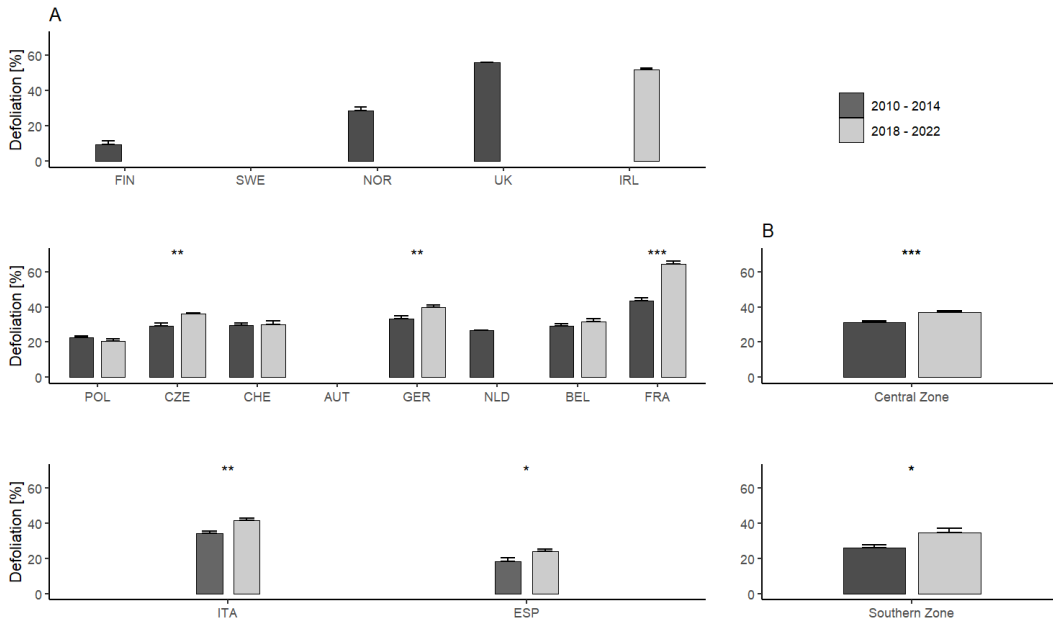 A
Defoliation [%]
60
40
20
0
FIN SWE NOR UK IRL
2010 - 2014
2018 - 2022
Defoliation [%]
60
40
20
0
** ** ***
POL CZE CHE AUT GER NLD BEL FRA
B
60
40
20
0
***
Central Zone
Defoliation [%]
60
40
20
0
** *
ITA ESP
60
40
20
0
*
Southern Zone